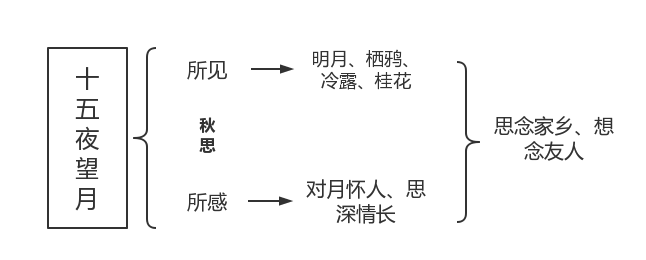 十五夜望月
所见
明月、栖鸦、
冷露、桂花
秋
思
所感
对月怀人、思
深情长
思念家乡、想
念友人